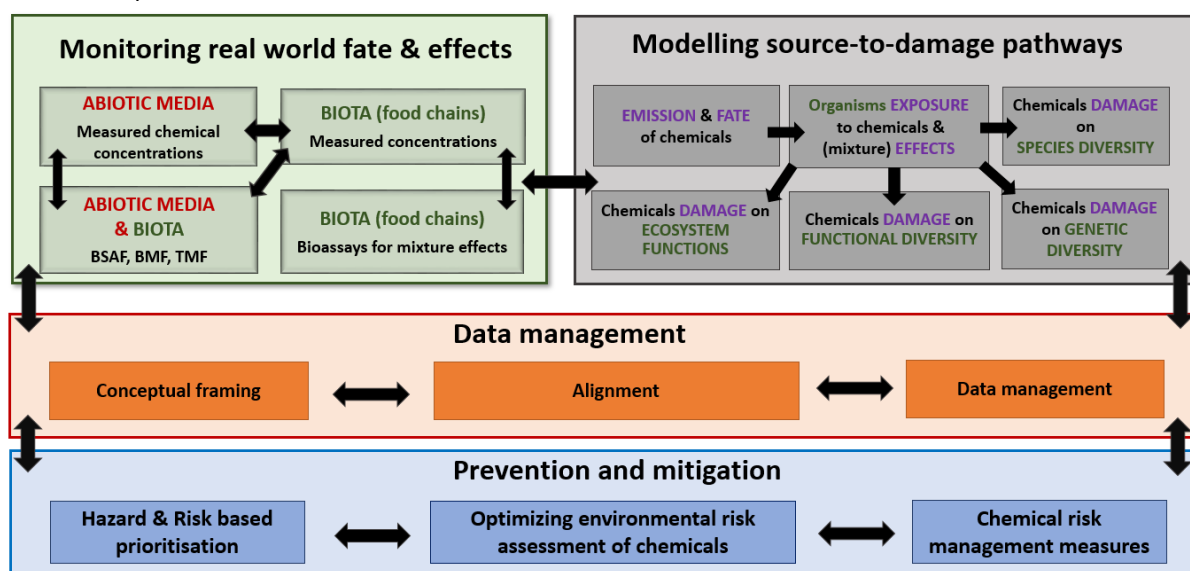 Monitoring real world fate & effects
ABIOTIC MEDIA
Measured chemical
concentrations
BIOTA (food chains)
Measured concentrations
ABIOTIC MEDIA
& BIOTA
BSAF, BMF, TMF
BIOTA (food chains)
Bioassays for mixture effects
Modelling source-to-damage pathways
EMISSION & FATE
of chemicals
Organisms EXPOSURE
to chemicals &
(mixture) EFFECTS
Chemicals DAMAGE
on
SPECIES DIVERSITY
Chemicals DAMAGE on
ECOSYSTEM
FUNCTIONS
Chemicals DAMAGE on
FUNCTIONAL DIVERSITY
Chemicals DAMAGE
on GENETIC
DIVERSITY
Data management
Conceptual framing
Alignment
Data management
Prevention and mitigation
Hazard & Risk based
prioritisation
Optimizing environmental risk
assessment of chemicals
Chemical risk
management measures